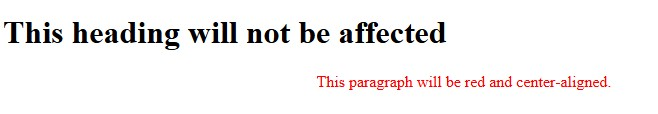 This heading will not be affected
This paragraph will be red and center-aligned.